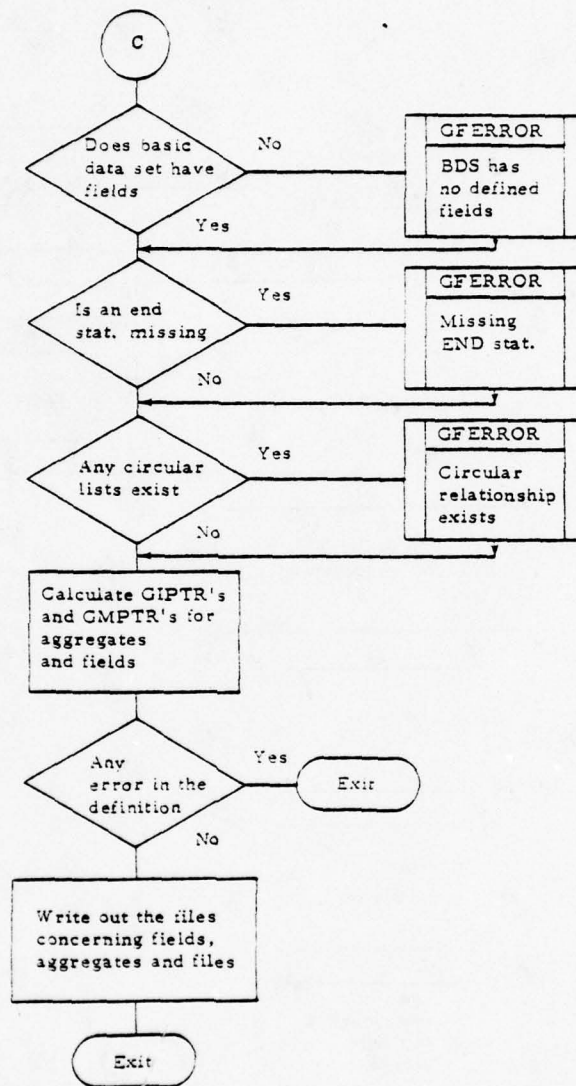 C
Does basic
data set have
fields
No
GFERROR
BDS has
no defined
fields
Yes
Is an end
stat. missing
Yes
GFERROR
Missing
END stat.
No
Any circular
lists exist
Yes
GFERROR
Circular
relationship
exists
No
Calculate GIPTR's
and GMPTR's for
aggregates
and fields
Any
error in the
definition
Yes
Exit
No
Write out the files
concerning fields,
aggregates and files
Exit